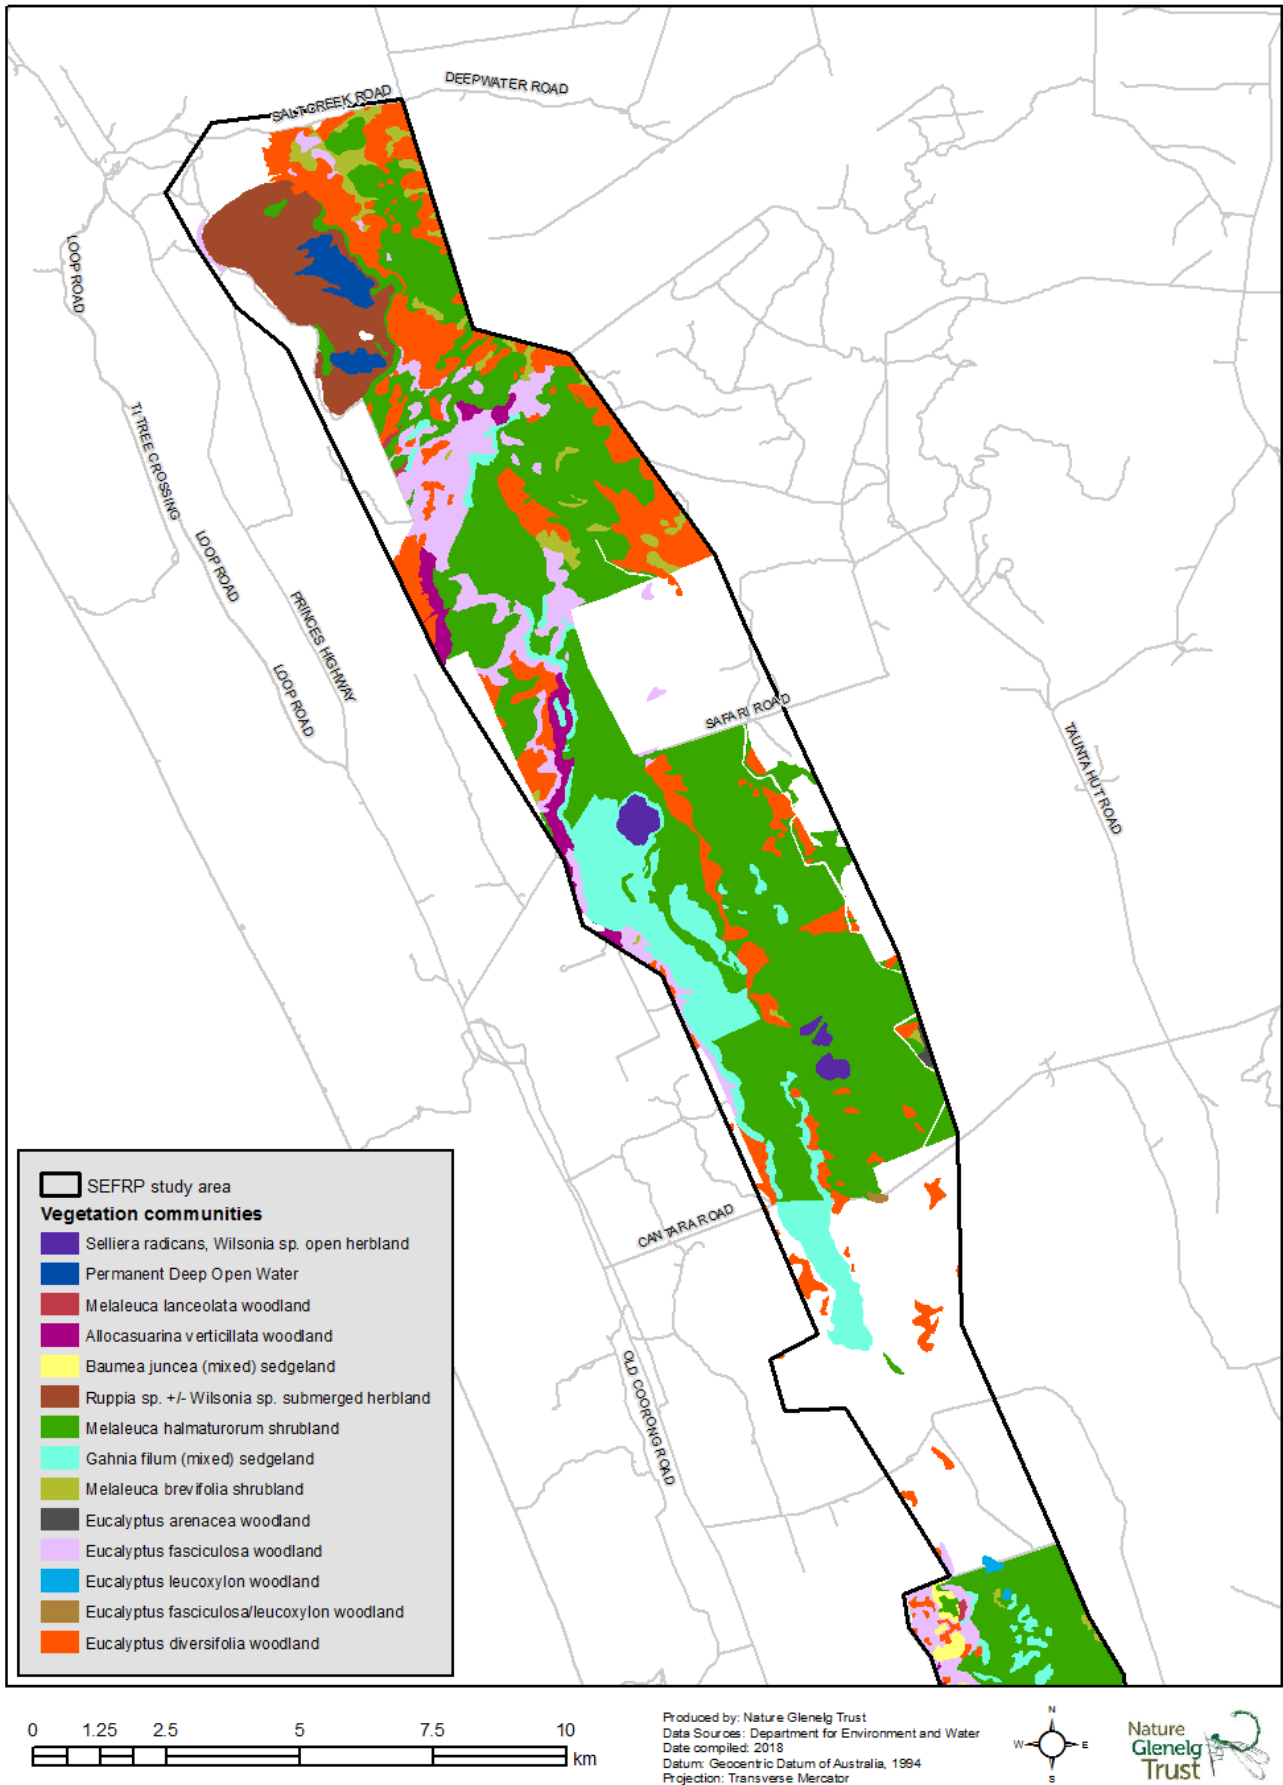 DEEPWATER ROAD
SALT CREEK ROAD
LOOP ROAD
TI TREE CROSSING
LOOP ROAD
PRINCES HIGHWAY
LOOP ROAD
SAFARI ROAD
TAUNTA HUT ROAD
CANTARA ROAD
OLD COORONG ROAD
SEFRP study area
Vegetation communities
Selliera radicans, Wilsonia sp. open herbland
Permanent Deep Open Water
Melaleuca lanceolata woodland
Allocasuarina verticillata woodland
Baumea juncea (mixed) sedgeland
Ruppia sp. +/- Wilsonia sp. submerged herbland
Melaleuca halmaturorum shrubland
Gahnia filum (mixed) sedgeland
Melaleuca brevifolia shrubland
Eucalyptus arenacea woodland
Eucalyptus fasciculosa woodland
Eucalyptus leucoxylon woodland
Eucalyptus fasciculosa/leucoxylon woodland
Eucalyptus diversifolia woodland
0 1.25 2.5 5 7.5 10
km
Produced by: Nature Glenelg Trust
Data Sources: Department for Environment and Water
Date compiled: 2018
Datum: Geocentric Datum of Australia, 1994
Projection: Transverse Mercator
N
W E
S
Nature
Glenelg
Trust